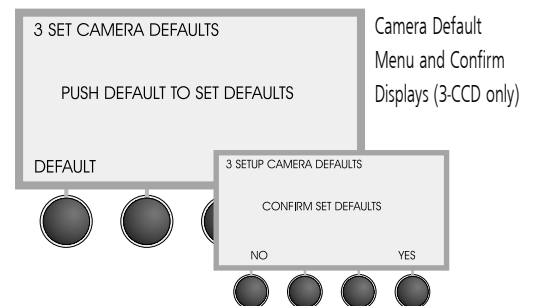 3 SET CAMERA DEFAULTS
PUSH DEFAULT TO SET DEFAULTS
DEFAULT
3 SETUP CAMERA DEFAULTS
CONFIRM SET DEFAULTS
NO YES
Camera Default
Menu and Confirm
Displays (3-CCD only)